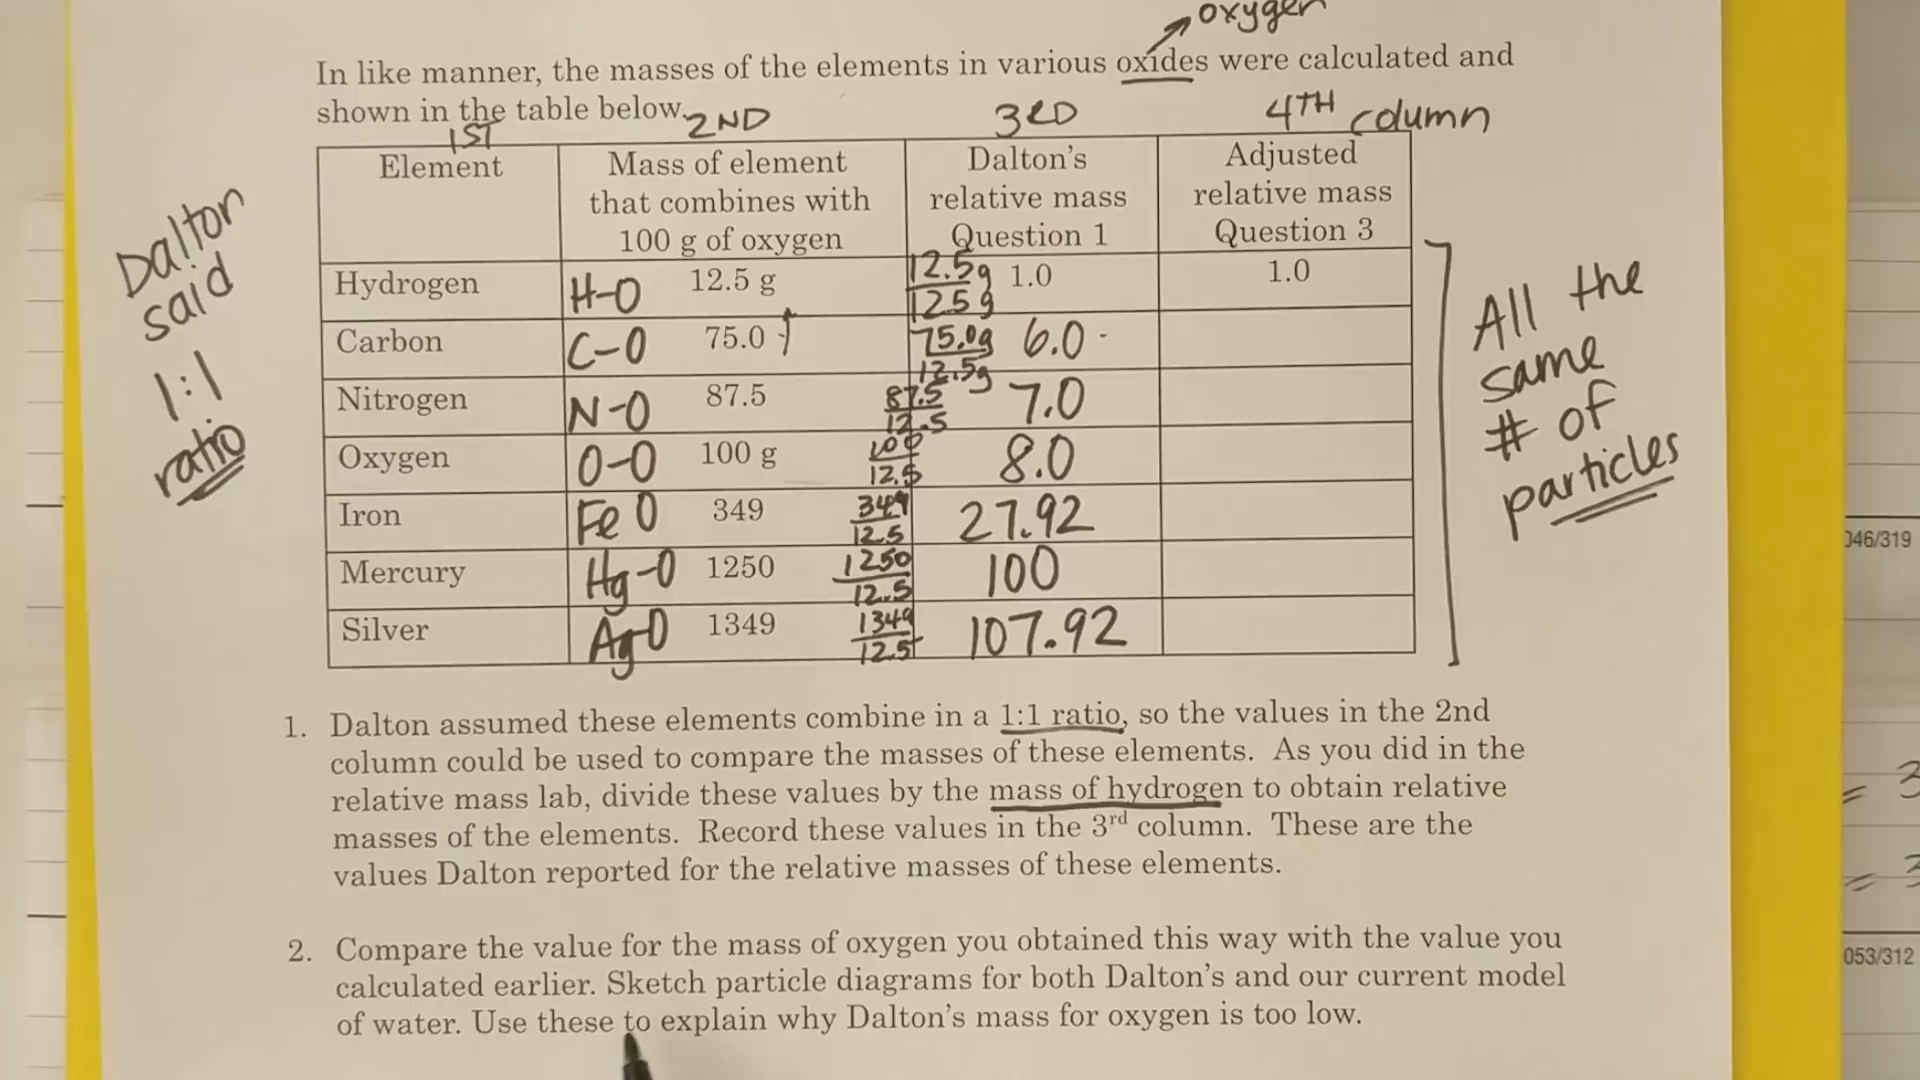 oxygen
In like manner, the masses of the elements in various oxides were calculated and
shown in the table below.
1ST 2ND 3RD 4TH column
Element Mass of element that combines with 100 g of oxygen Dalton's relative mass Question 1 Adjusted relative mass Question 3
Hydrogen H-O 12.5 g 12.5g 12.5g 1.0 1.0
Carbon C-O 75.0 75.0g 12.5g 6.0
Nitrogen N-O 87.5 87.5 12.5 7.0
Oxygen O-O 100 g 100 12.5 8.0
Iron Fe O 349 349 12.5 27.92
Mercury Hg-O 1250 1250 12.5 100
Silver Ag-O 1349 1349 12.5 107.92
Dalton
said
1:1
ratio
All the
same
# of
particles
1. Dalton assumed these elements combine in a 1:1 ratio, so the values in the 2nd
column could be used to compare the masses of these elements. As you did in the
relative mass lab, divide these values by the mass of hydrogen to obtain relative
masses of the elements. Record these values in the 3rd column. These are the
values Dalton reported for the relative masses of these elements.
2. Compare the value for the mass of oxygen you obtained this way with the value you
calculated earlier. Sketch particle diagrams for both Dalton's and our current model
of water. Use these to explain why Dalton's mass for oxygen is too low.
046/319
= 3
053/312